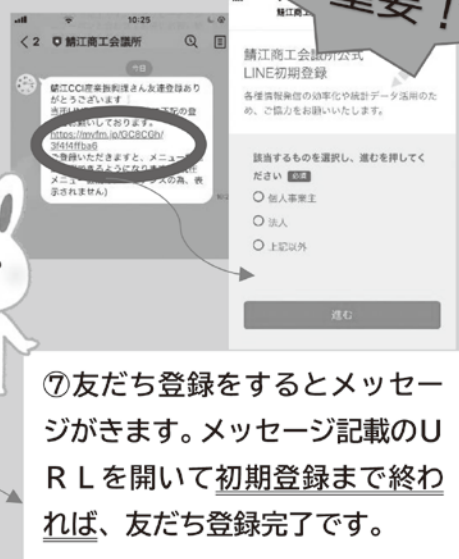 10:25
< 2 鯖江商工会議所
今日
鯖江CCI産業振興課さん友達登録あり
がとうございます
https://myfm.jp/GC8CGh/
3f4f4ffba6
ご登録いただきますと、メニュー
示されません)
重要!
鯖江商工会議所公式
LINE初期登録
各種情報発信の効率化や統計データ活用のた
め、ご協力をお願いいたします。
該当するものを選択し、進むを押してく
ださい 必須
個人事業主
法人
上記以外
進む
⑦友だち登録をするとメッセー
ジがきます。メッセージ記載のU
RLを開いて初期登録まで終わ
れば、友だち登録完了です。